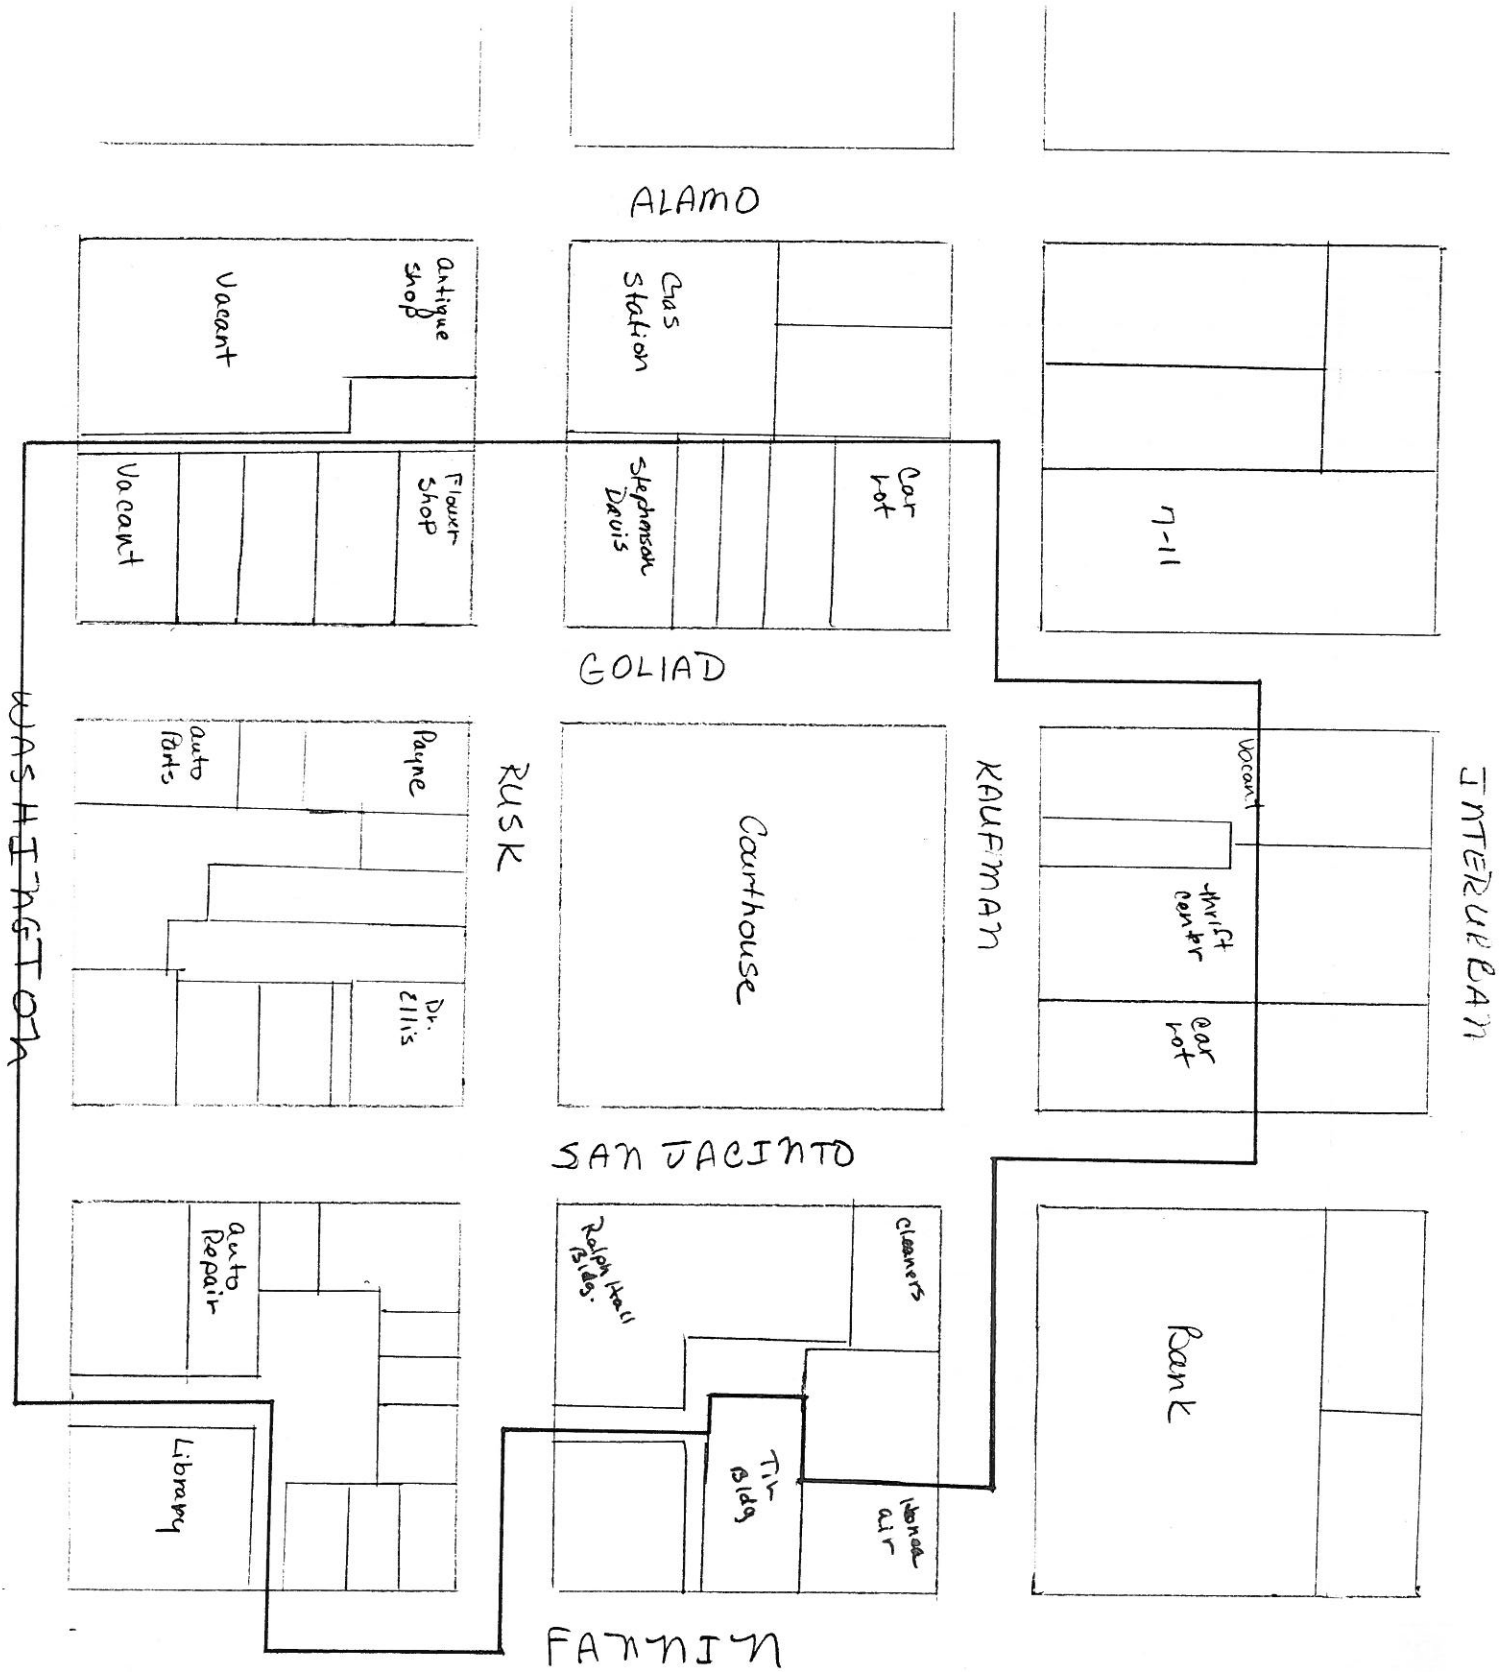 ALAMO
Vacant
antique
shop
Gas
Station
Vacant
Flower
shop
Stephenson
Davis
Car
Lot
7-11
GOLIAD
WASHINGTON
auto
Parts
Payne
RUSK
Courthouse
KAUFMAN
Vacant
thrift
center
INTERURBAN
Dr.
Ellis
Car
Lot
SAN JACINTO
auto
Repair
Ralph Hall
Bldg.
Cleaners
Bank
Library
Bldg
air
FANNIN